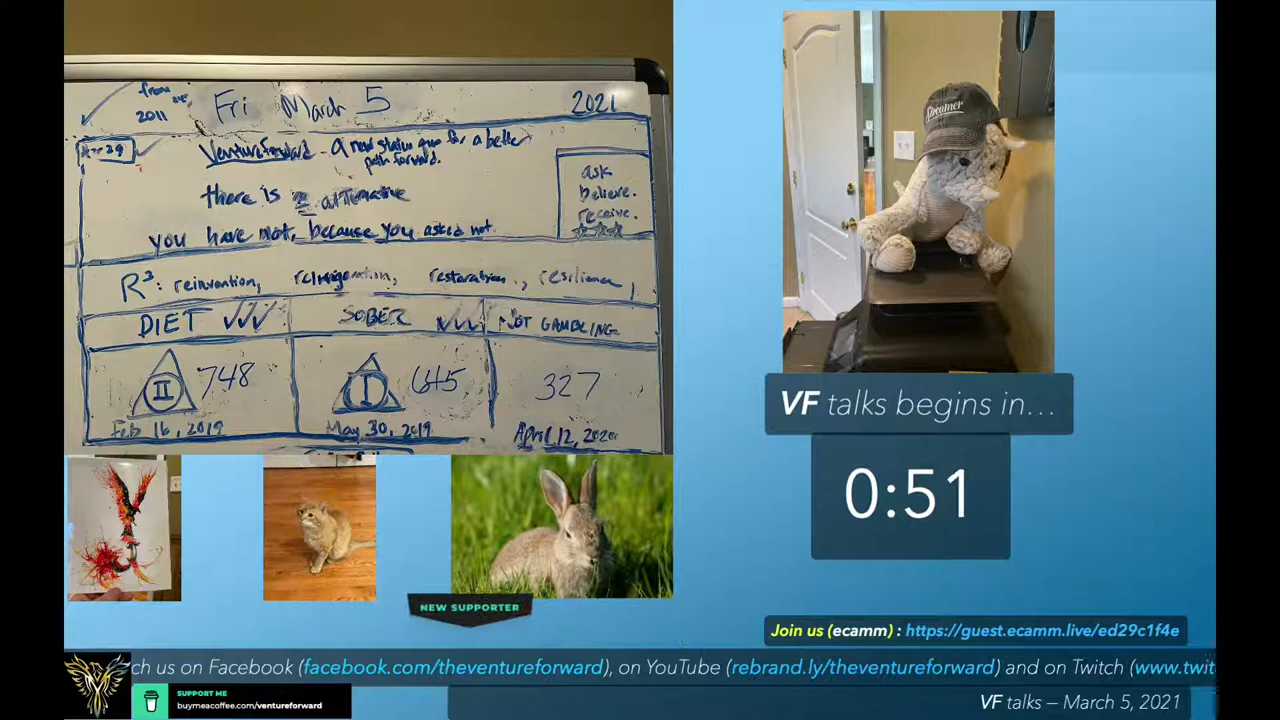 from
2011
Fri March 5
2021
VentureForward - A new status quo for a better
path forward.
there is alternative
you have not, because you asked not.
ask
believe.
receive.
R³: reinvention, restoration, resilience,
DIET ✓✓✓
SOBER ✓✓✓
NOT GAMBLING
II 748
I 645
327
Feb 16, 2019
May 30, 2019
April 12, 2020
Streamer
VF talks begins in...
0:51
NEW SUPPORTER
Join us (ecamm) : https://guest.ecamm.live/ed29c1f4e
ch us on Facebook (facebook.com/theventureforward), on YouTube (rebrand.ly/theventureforward) and on Twitch (www.twit
SUPPORT ME
buymeacoffee.com/ventureforward
VF talks – March 5, 2021